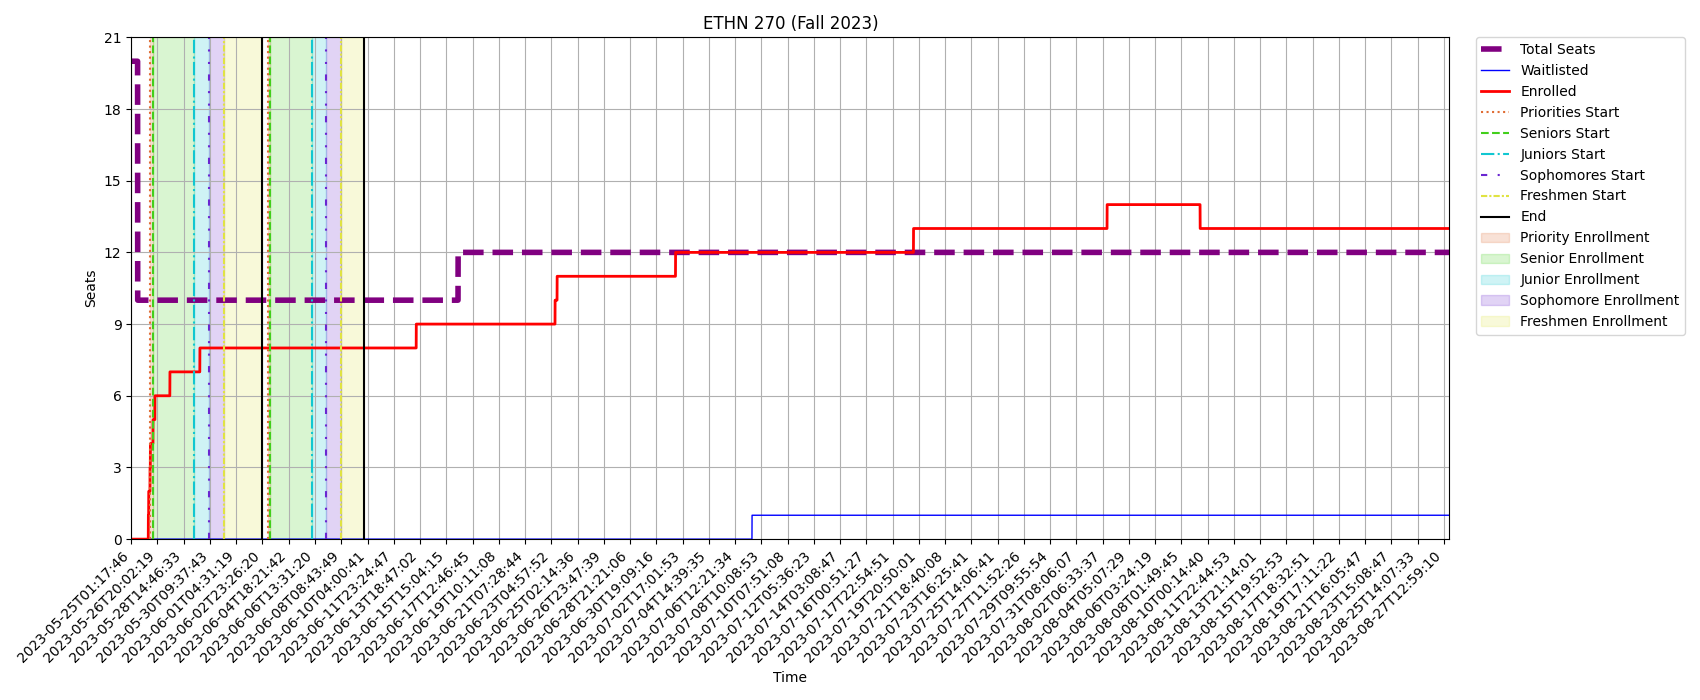 ETHN 270 (Fall 2023)
Seats
21
18
15
12
9
6
3
0
2023-05-25T01:17:46
2023-05-26T20:02:19
2023-05-28T14:46:33
2023-05-30T09:37:43
2023-06-01T04:31:19
2023-06-02T23:26:20
2023-06-04T18:21:42
2023-06-06T13:31:20
2023-06-08T08:43:49
2023-06-10T04:00:41
2023-06-11T23:24:47
2023-06-13T18:47:02
2023-06-15T15:04:15
2023-06-17T12:46:45
2023-06-19T10:11:08
2023-06-21T07:28:44
2023-06-23T04:57:52
2023-06-25T02:14:36
2023-06-26T23:47:39
2023-06-28T21:21:06
2023-06-30T19:09:16
2023-07-02T17:01:53
2023-07-04T14:39:35
2023-07-06T12:21:34
2023-07-08T10:08:53
2023-07-10T07:51:08
2023-07-12T05:36:23
2023-07-14T03:08:47
2023-07-16T00:51:27
2023-07-17T22:54:51
2023-07-19T20:50:01
2023-07-21T18:40:08
2023-07-23T16:25:41
2023-07-25T14:06:41
2023-07-27T11:52:26
2023-07-29T09:55:54
2023-07-31T08:06:07
2023-08-02T06:33:37
2023-08-04T05:07:29
2023-08-06T03:24:19
2023-08-08T01:49:45
2023-08-10T00:14:40
2023-08-11T22:44:53
2023-08-13T21:14:01
2023-08-15T19:52:53
2023-08-17T18:32:51
2023-08-19T17:11:22
2023-08-21T16:05:47
2023-08-23T15:08:47
2023-08-25T14:07:33
2023-08-27T12:59:10
Time
Total Seats
Waitlisted
Enrolled
Priorities Start
Seniors Start
Juniors Start
Sophomores Start
Freshmen Start
End
Priority Enrollment
Senior Enrollment
Junior Enrollment
Sophomore Enrollment
Freshmen Enrollment